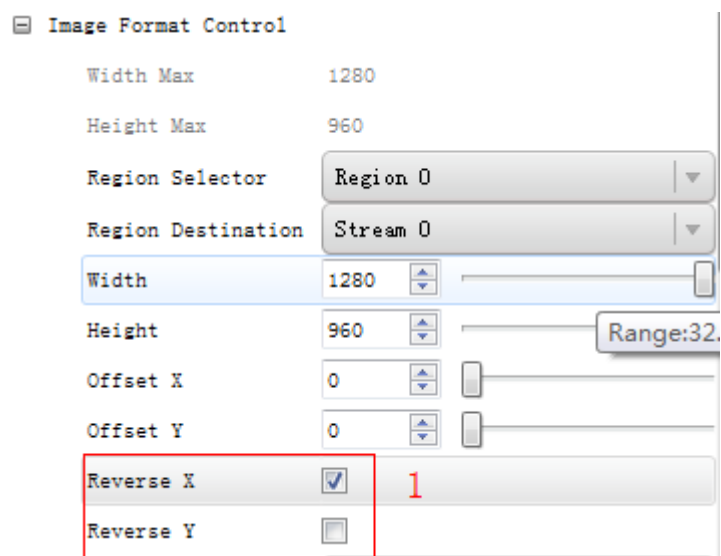 Image Format Control
Width Max 1280
Height Max 960
Region Selector Region 0
Region Destination Stream 0
Width 1280
Height 960 Range:32.
Offset X 0
Offset Y 0
Reverse X 1
Reverse Y